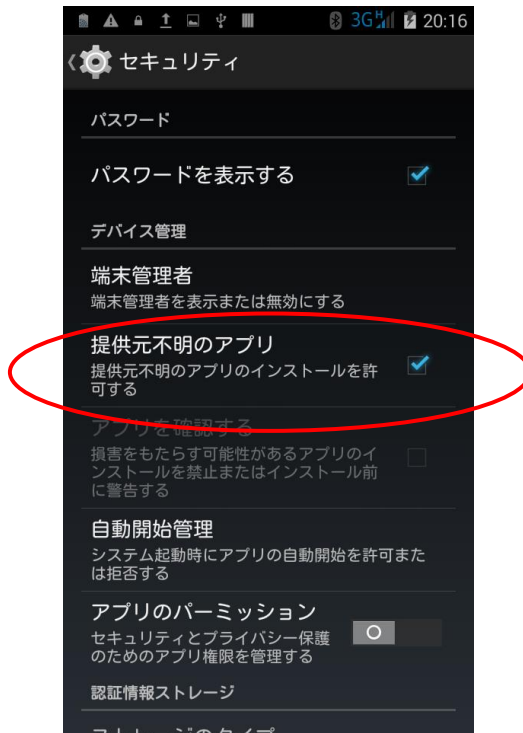 3G H 20:16
セキュリティ
パスワード
パスワードを表示する
デバイス管理
端末管理者
端末管理者を表示または無効にする
提供元不明のアプリ
提供元不明のアプリのインストールを許
可する
アプリを確認する
損害をもたらす可能性があるアプリのイ
ンストールを禁止またはインストール前
に警告する
自動開始管理
システム起動時にアプリの自動開始を許可また
は拒否する
アプリのパーミッション
セキュリティとプライバシー保護
のためのアプリ権限を管理する
認証情報ストレージ
ストレージのタイプ